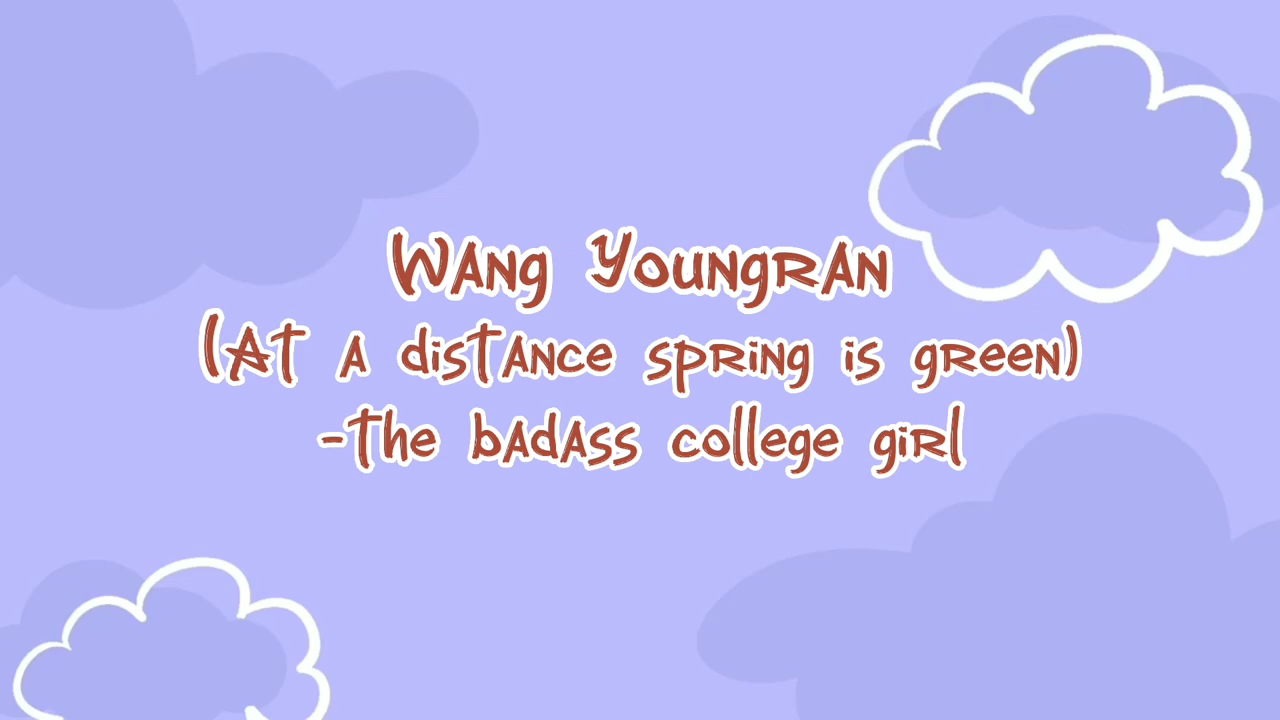 Wang Youngran
(At a distance spring is green)
-the badass college girl